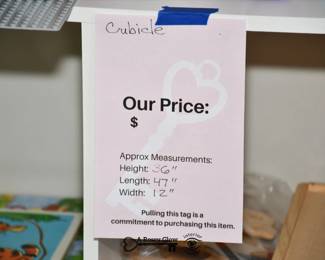 Cubicle
Our Price:
$
Approx Measurements:
Height: 36"
Length: 47"
Width: 12"
Pulling this tag is a
commitment to purchasing this item.